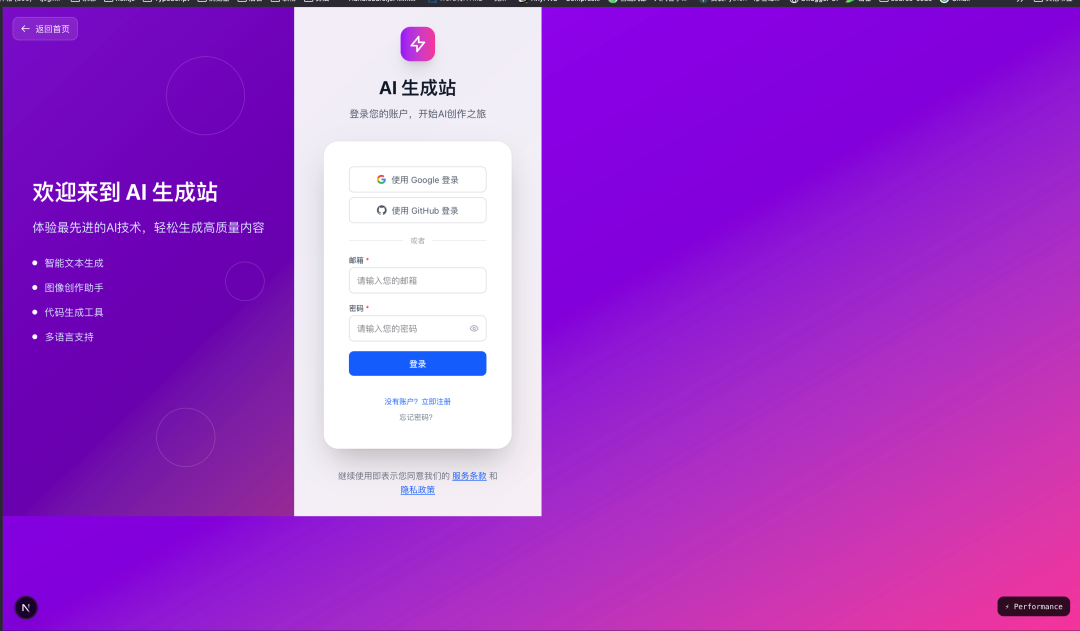 返回首页
欢迎来到 AI 生成站
体验最先进的AI技术，轻松生成高质量内容
智能文本生成
图像创作助手
代码生成工具
多语言支持
AI 生成站
登录您的账户，开始AI创作之旅
使用 Google 登录
使用 GitHub 登录
或者
邮箱 *
请输入您的邮箱
密码 *
请输入您的密码
登录
没有账户？立即注册
忘记密码?
继续使用即表示您同意我们的 服务条款 和
隐私政策
N
Performance